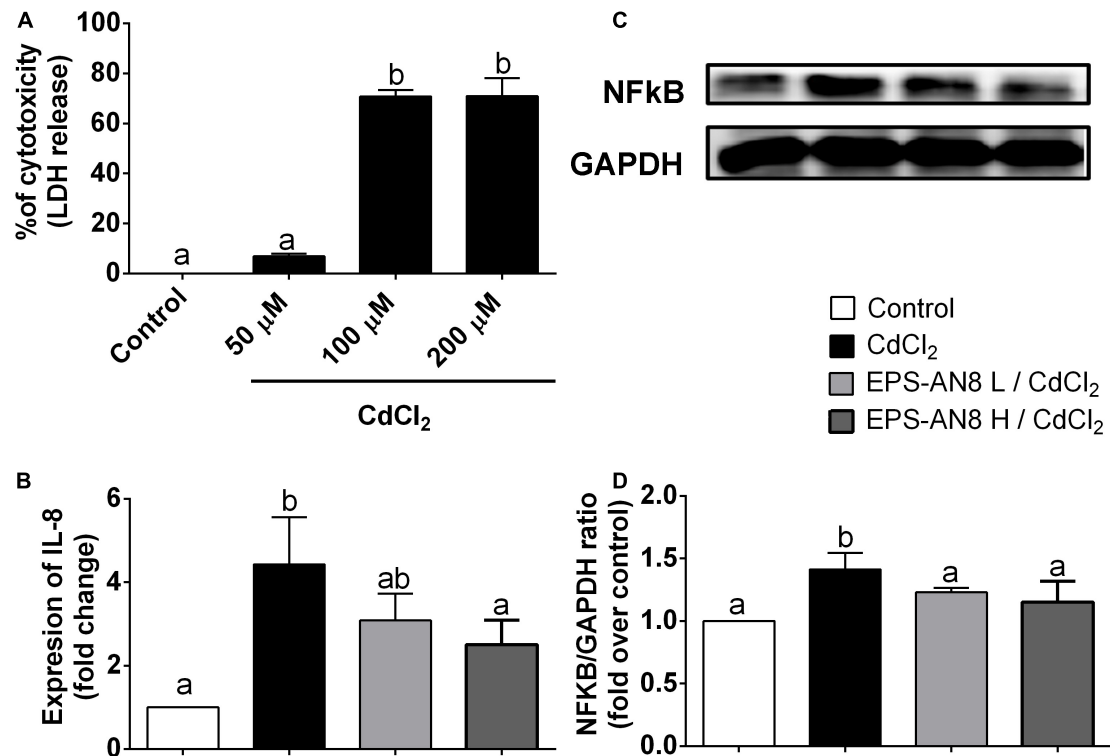 A
%of cytotoxicity
(LDH release)
100
80
60
40
20
0
a
a
b
b
Control
50 μM
100 μM
200 μM
CdCl₂
C
NFkB
GAPDH
Control
CdCl₂
EPS-AN8 L / CdCl₂
EPS-AN8 H / CdCl₂
B
Expresion of IL-8
(fold change)
6
4
2
0
a
b
ab
a
D
NFKB/GAPDH ratio
(fold over control)
2.0
1.5
1.0
0.5
0.0
a
b
a
a